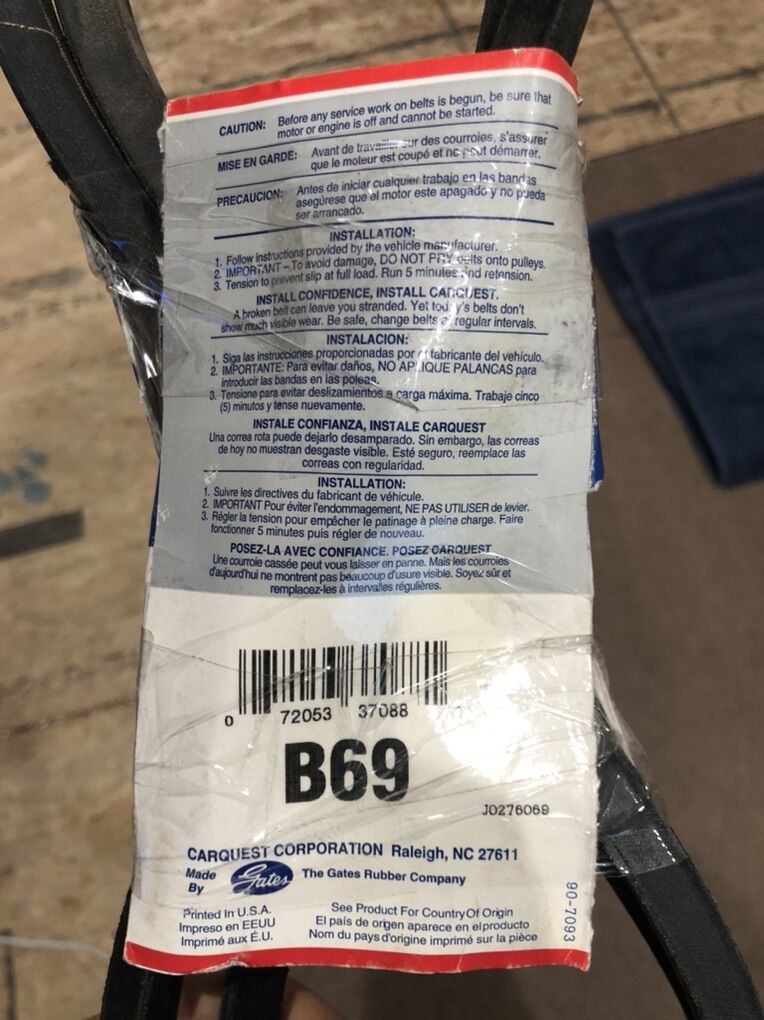 CAUTION: Before any service work on belts is begun, be sure that
motor or engine is off and cannot be started.
MISE EN GARDE: Avant de travailler sur des courroies, s'assurer
que le moteur est coupé et ne peut démarrer.
PRECAUCION: Antes de iniciar cualquier trabajo en las bandas
asegúrese que el motor este apagado y no pueda
ser arrancado.
INSTALLATION:
1. Follow instructions provided by the vehicle manufacturer.
2. IMPORTANT – To avoid damage, DO NOT PRY belts onto pulleys.
3. Tension to prevent slip at full load. Run 5 minutes and retension.
INSTALL CONFIDENCE, INSTALL CARQUEST.
A broken belt can leave you stranded. Yet today's belts don't
show much visible wear. Be safe, change belts at regular intervals.
INSTALACION:
1. Siga las instrucciones proporcionadas por el fabricante del vehículo.
2. IMPORTANTE: Para evitar daños, NO APLIQUE PALANCAS para
introducir las bandas en las poleas.
3. Tensione para evitar deslizamientos a carga máxima. Trabaje cinco
(5) minutos y tense nuevamente.
INSTALE CONFIANZA, INSTALE CARQUEST
Una correa rota puede dejarlo desamparado. Sin embargo, las correas
de hoy no muestran desgaste visible. Esté seguro, reemplace las
correas con regularidad.
INSTALLATION:
1. Suivre les directives du fabricant de véhicule.
2. IMPORTANT Pour éviter l'endommagement, NE PAS UTILISER de levier.
3. Régler la tension pour empêcher le patinage à pleine charge. Faire
fonctionner 5 minutes puis régler de nouveau.
POSEZ-LA AVEC CONFIANCE. POSEZ CARQUEST
Une courroie cassée peut vous laisser en panne. Mais les courroies
d'aujourd'hui ne montrent pas beaucoup d'usure visible. Soyez sûr et
remplacez-les à intervalles régulières.
0 72053 37088
B69
J0276069
CARQUEST CORPORATION Raleigh, NC 27611
Made By Gates The Gates Rubber Company
Printed In U.S.A.
Impreso en EEUU
Imprimé aux É.U.
See Product For Country Of Origin
El país de origen aparece en el producto
Nom du pays d'origine imprimé sur la pièce
90-7093